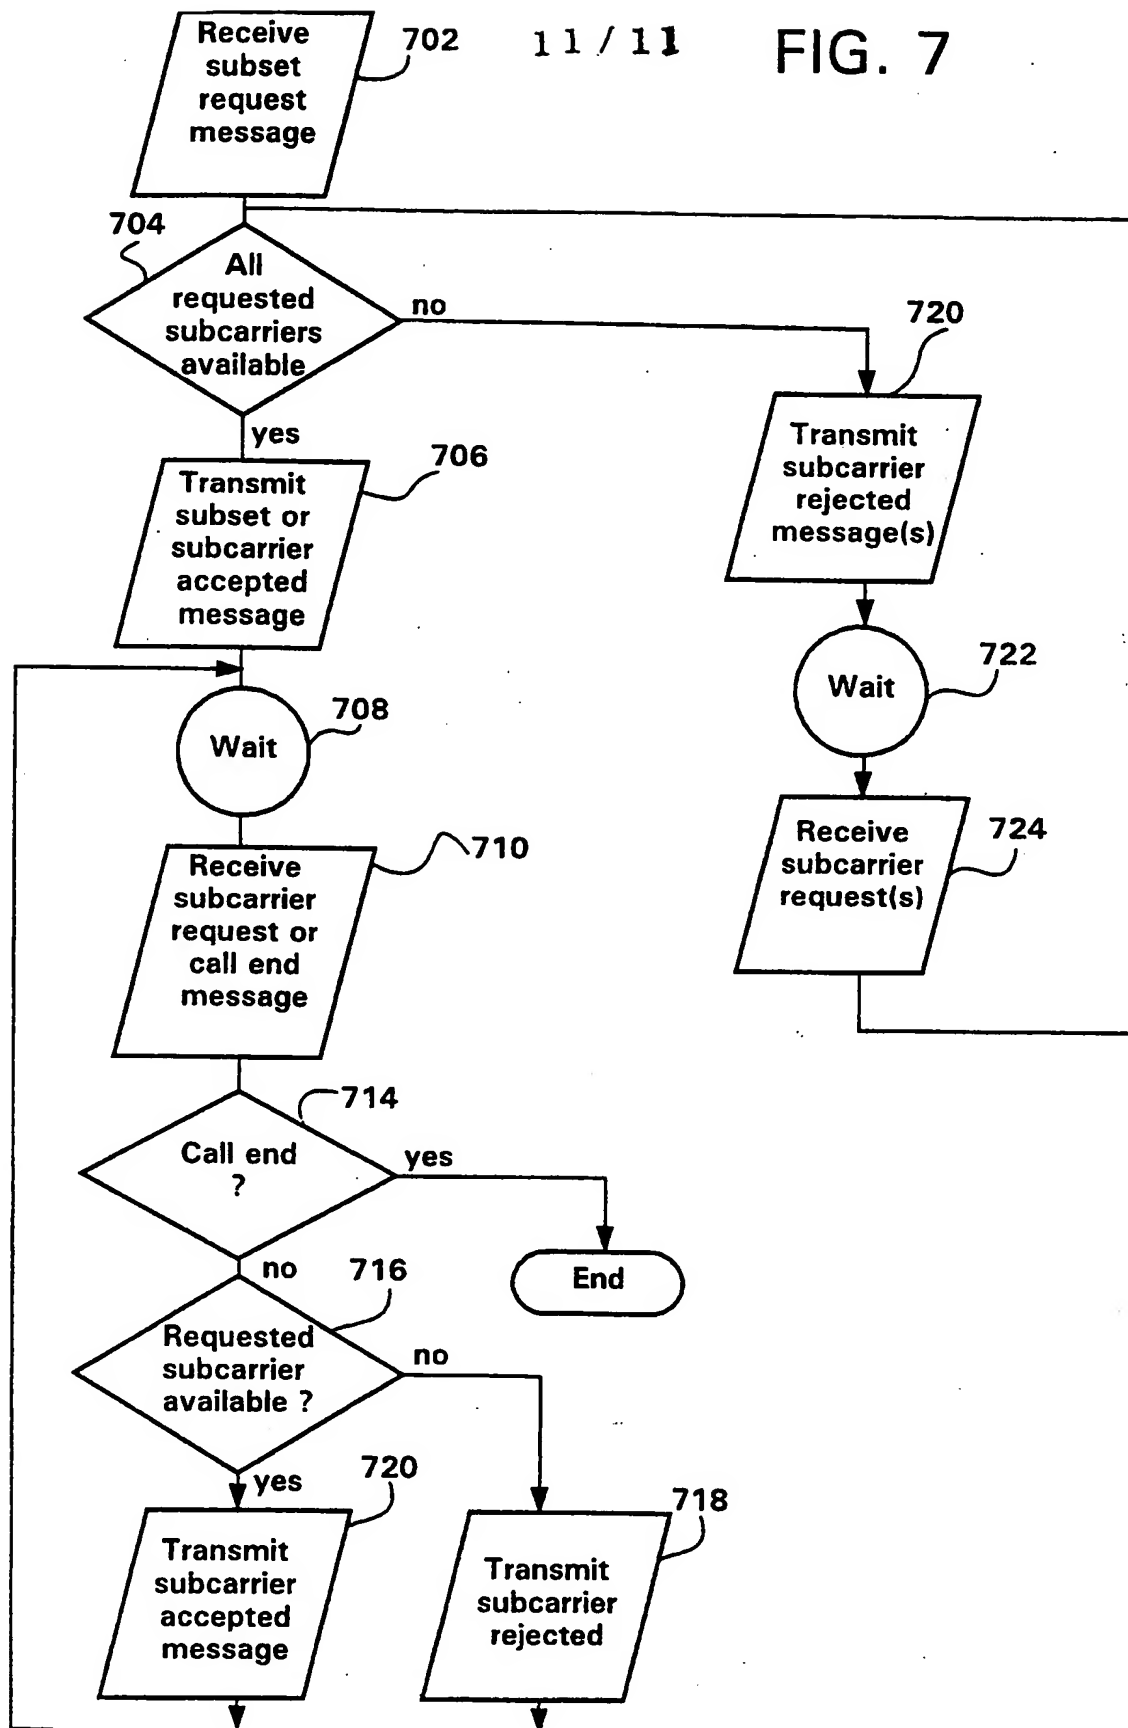 11/11
FIG. 7
Receive
subset
request
message
702
704
All
requested
subcarriers
available
no
yes
706
Transmit
subset or
subcarrier
accepted
message
720
Transmit
subcarrier
rejected
message(s)
708
Wait
722
Wait
710
Receive
subcarrier
request or
call end
message
724
Receive
subcarrier
request(s)
714
Call end
?
yes
End
no
716
Requested
subcarrier
available ?
no
yes
720
Transmit
subcarrier
accepted
message
718
Transmit
subcarrier
rejected